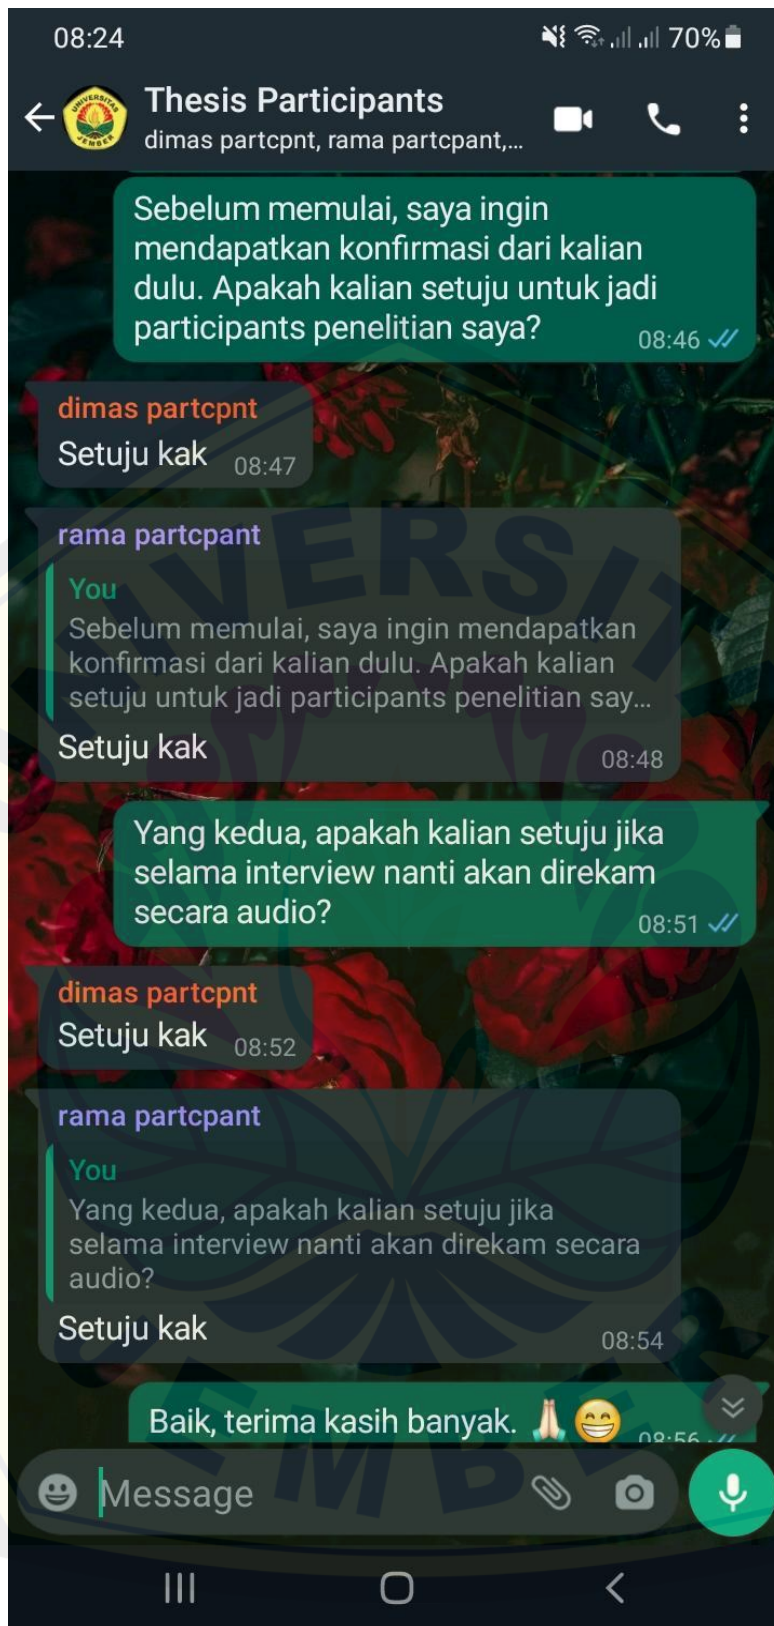 08:24
70%
Thesis Participants
dimas partcpnt, rama partcpant,...
Sebelum memulai, saya ingin
mendapatkan konfirmasi dari kalian
dulu. Apakah kalian setuju untuk jadi
participants penelitian saya?
08:46
dimas partcpnt
Setuju kak
08:47
rama partcpant
You
Sebelum memulai, saya ingin mendapatkan
konfirmasi dari kalian dulu. Apakah kalian
setuju untuk jadi participants penelitian say...
Setuju kak
08:48
Yang kedua, apakah kalian setuju jika
selama interview nanti akan direkam
secara audio?
08:51
dimas partcpnt
Setuju kak
08:52
rama partcpant
You
Yang kedua, apakah kalian setuju jika
selama interview nanti akan direkam secara
audio?
Setuju kak
08:54
Baik, terima kasih banyak. 🙏🏻😁
08:56
Message
UNIVERSITAS
JEMBER